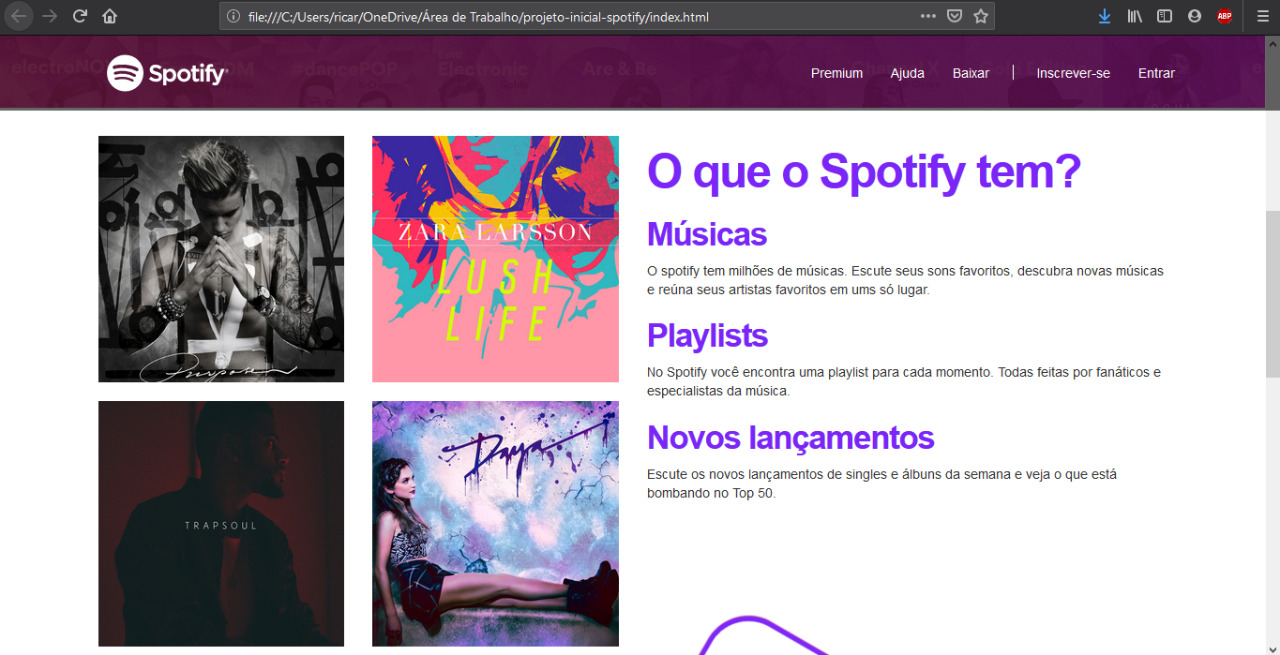 file:///C:/Users/ricar/OneDrive/Área de Trabalho/projeto-inicial-spotify/index.html
ABP
electroNO
#dancePOP
Electronic
Are & Be
Spotify
Premium
Ajuda
Baixar
Inscrever-se
Entrar
Purpose
ZARA LARSSON
LUSH
LIFE
TRAPSOUL
Daya
O que o Spotify tem?
Músicas
O spotify tem milhões de músicas. Escute seus sons favoritos, descubra novas músicas
e reúna seus artistas favoritos em ums só lugar.
Playlists
No Spotify você encontra uma playlist para cada momento. Todas feitas por fanáticos e
especialistas da música.
Novos lançamentos
Escute os novos lançamentos de singles e álbuns da semana e veja o que está
bombando no Top 50.